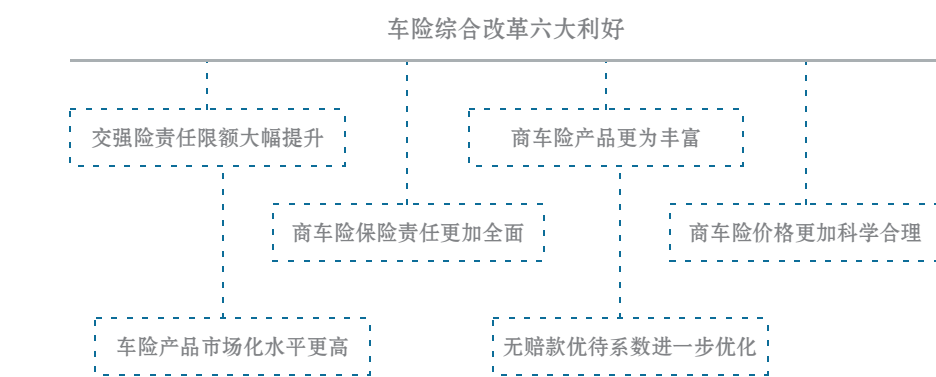 车险综合改革六大利好
交强险责任限额大幅提升
商车险产品更为丰富
商车险保险责任更加全面
商车险价格更加科学合理
车险产品市场化水平更高
无赔款优待系数进一步优化